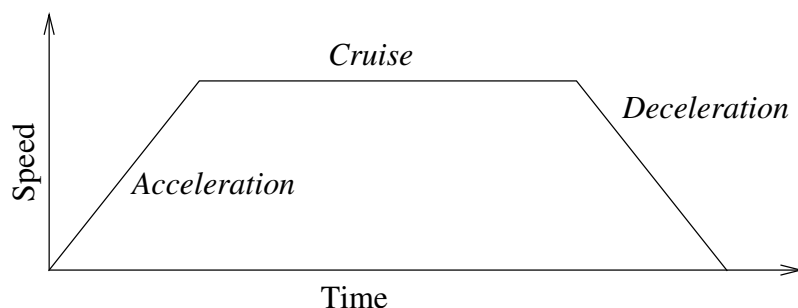 Cruise
Deceleration
Speed
Acceleration
Time